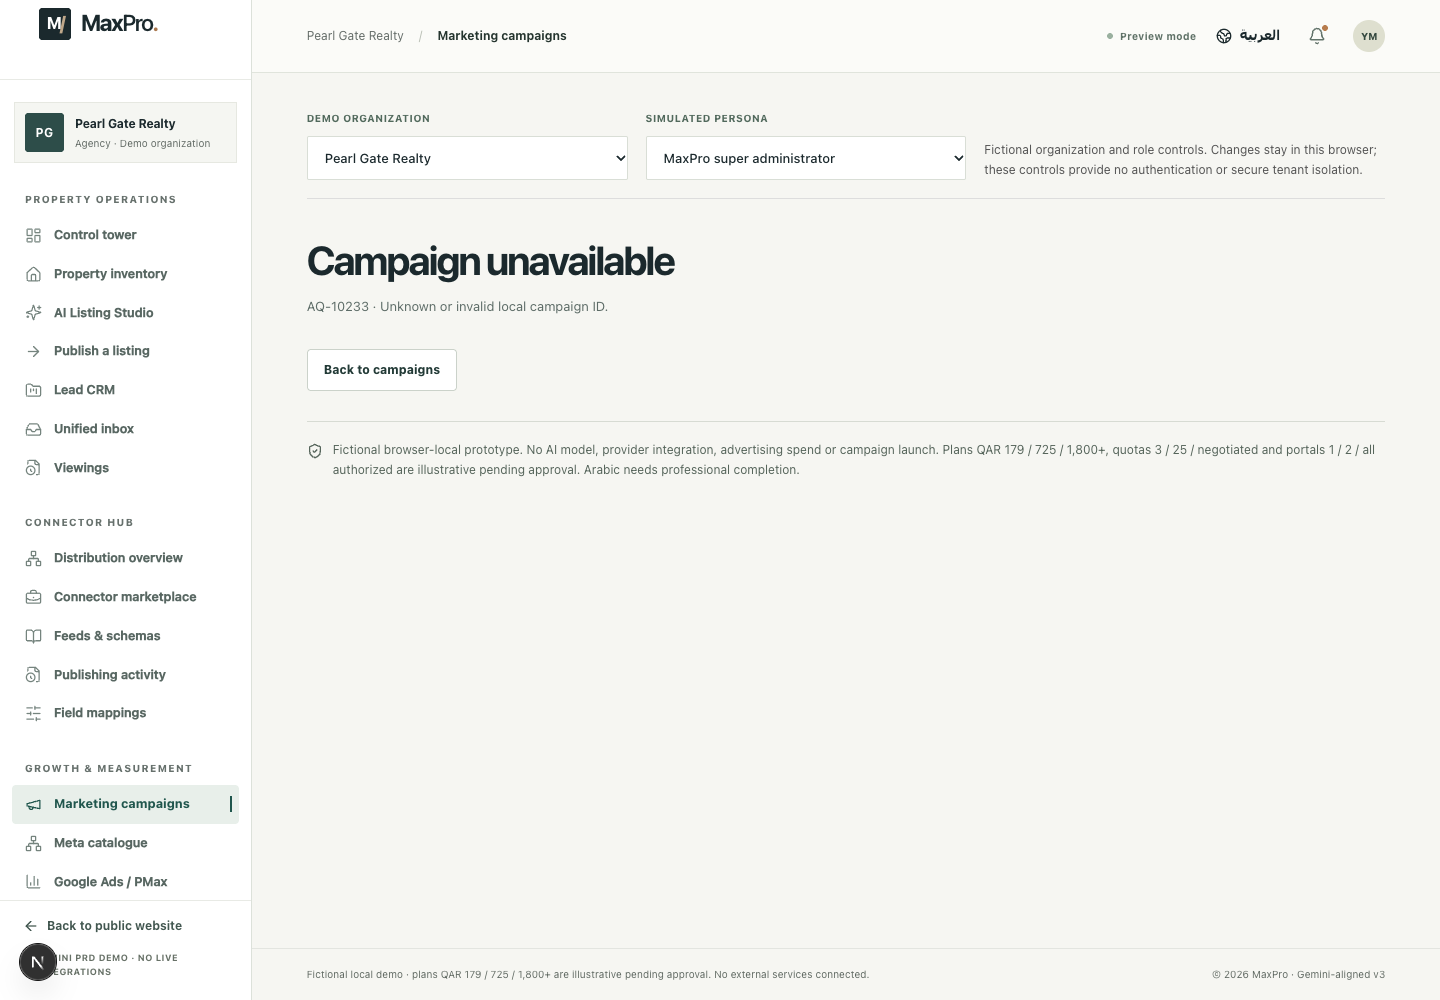 M/ MaxPro.
Pearl Gate Realty / Marketing campaigns
Preview mode
العربية
YM
PG
Pearl Gate Realty
Agency · Demo organization
PROPERTY OPERATIONS
Control tower
Property inventory
AI Listing Studio
Publish a listing
Lead CRM
Unified inbox
Viewings
CONNECTOR HUB
Distribution overview
Connector marketplace
Feeds & schemas
Publishing activity
Field mappings
GROWTH & MEASUREMENT
Marketing campaigns
Meta catalogue
Google Ads / PMax
Back to public website
INI PRD DEMO · NO LIVE
EGRATIONS
N
DEMO ORGANIZATION
Pearl Gate Realty
SIMULATED PERSONA
MaxPro super administrator
Fictional organization and role controls. Changes stay in this browser;
these controls provide no authentication or secure tenant isolation.
Campaign unavailable
AQ-10233 · Unknown or invalid local campaign ID.
Back to campaigns
Fictional browser-local prototype. No AI model, provider integration, advertising spend or campaign launch. Plans QAR 179 / 725 / 1,800+, quotas 3 / 25 / negotiated and portals 1 / 2 / all
authorized are illustrative pending approval. Arabic needs professional completion.
Fictional local demo · plans QAR 179 / 725 / 1,800+ are illustrative pending approval. No external services connected.
© 2026 MaxPro · Gemini-aligned v3